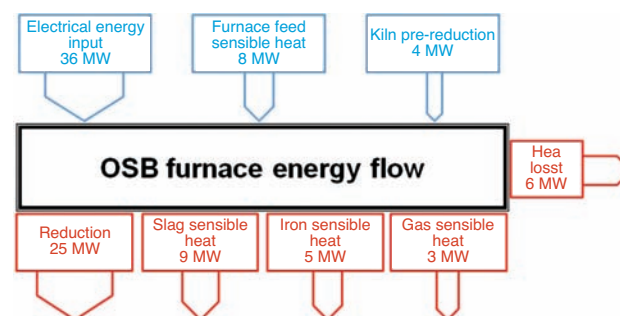 Electrical energy
input
36 MW
Furnace feed
sensible heat
8 MW
Kiln pre-reduction
4 MW
OSB furnace energy flow
Hea
losst
6 MW
Reduction
25 MW
Slag sensible
heat
9 MW
Iron sensible
heat
5 MW
Gas sensible
heat
3 MW